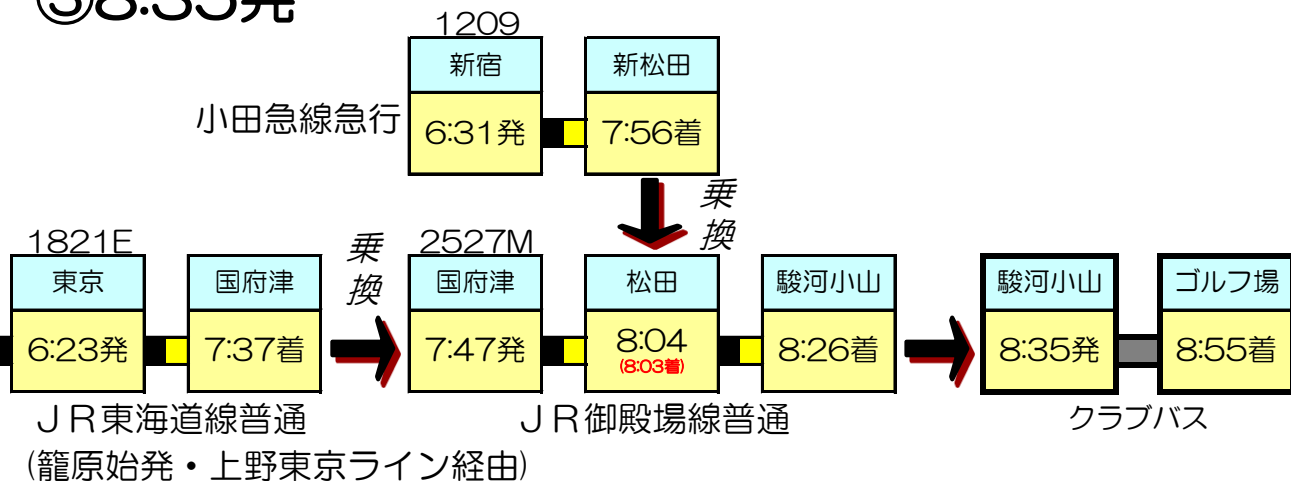 8:35発
1209
新宿 新松田
小田急線急行 6:31発 7:56着
乗換
1821E 乗換 2527M
東京 国府津 国府津 松田 駿河小山 駿河小山 ゴルフ場
6:23発 7:37着 7:47発 8:04 8:26着 8:35発 8:55着
(8:03着)
JR東海道線普通 JR御殿場線普通 クラブバス
(籠原始発・上野東京ライン経由)